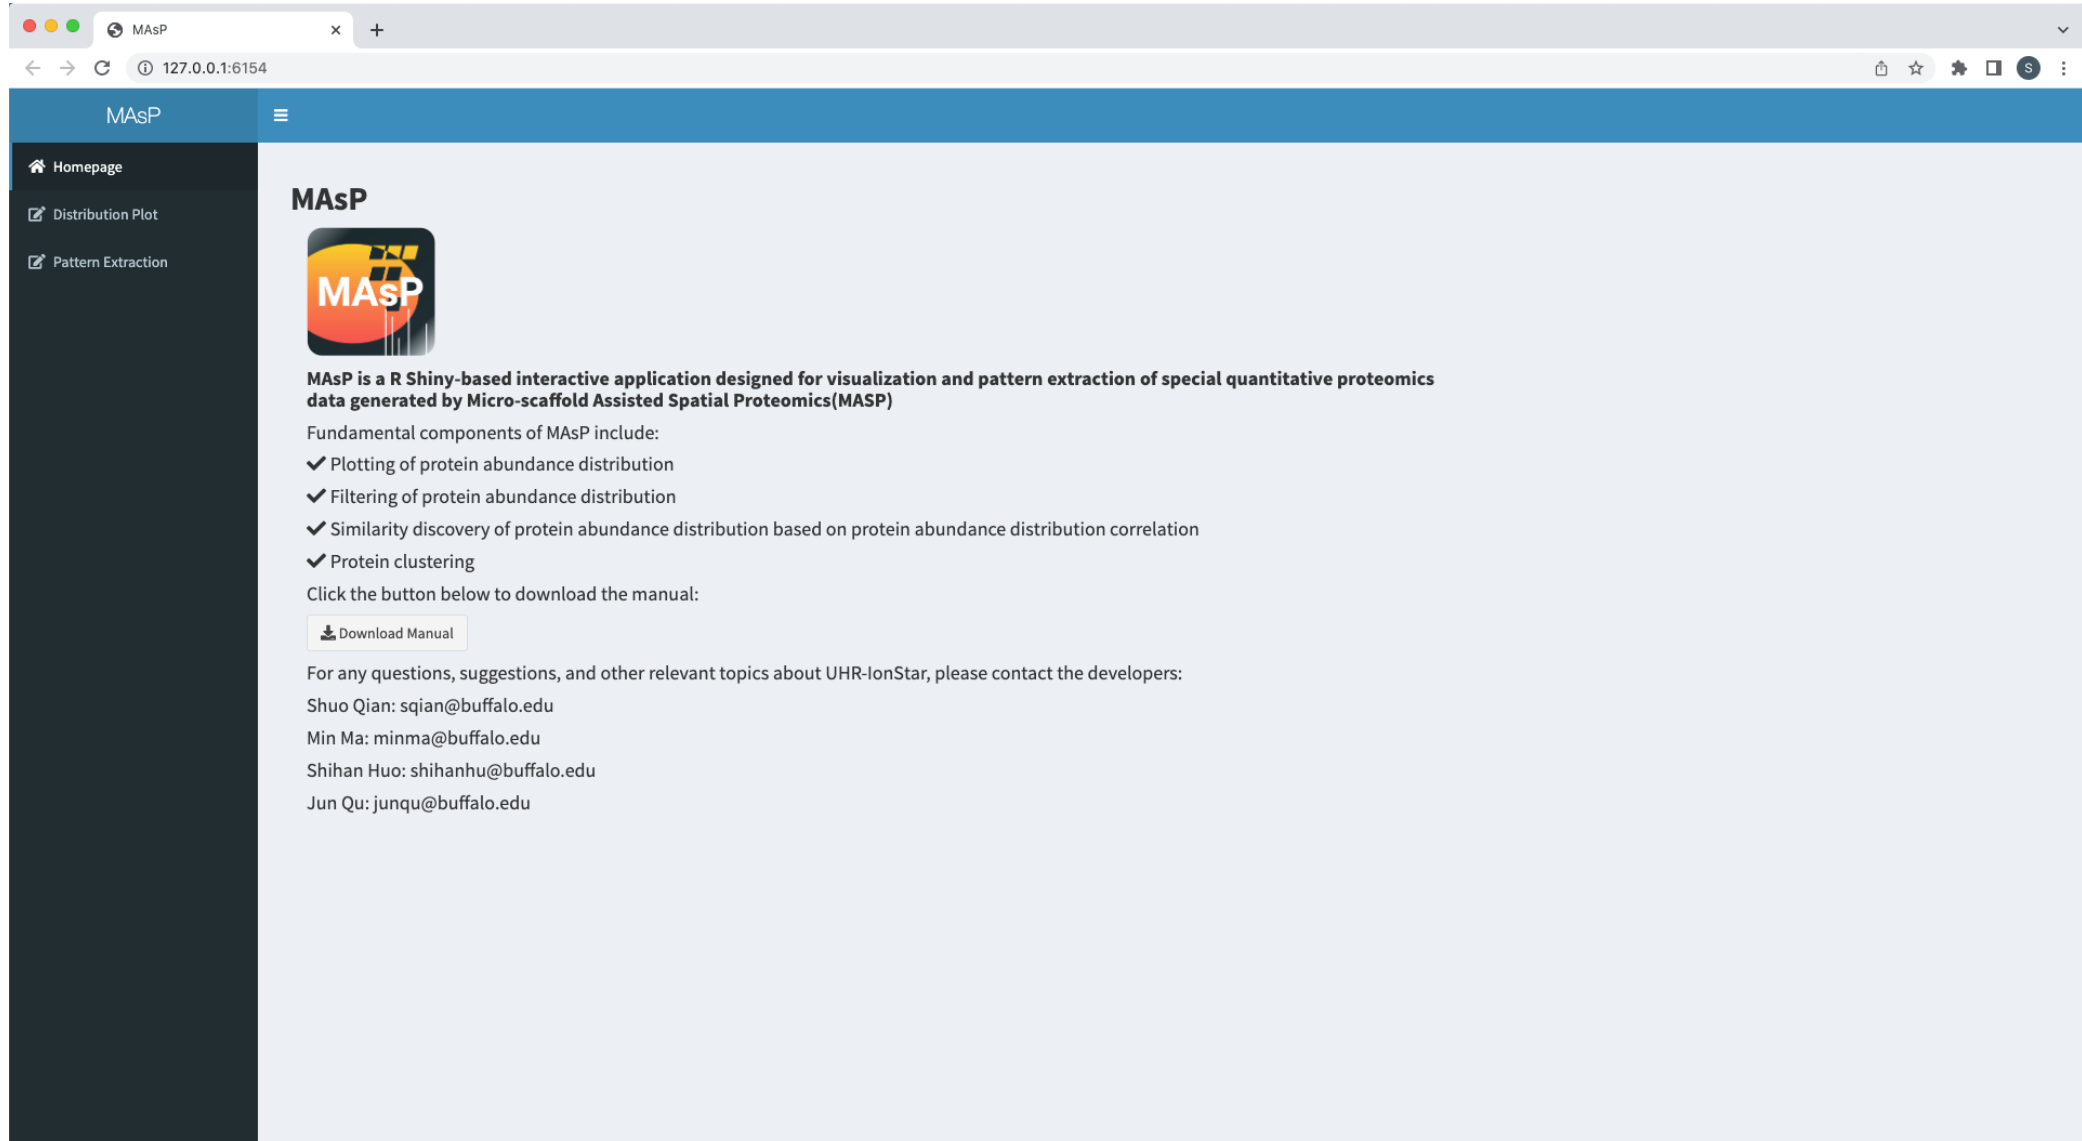 MAsP
127.0.0.1:6154
S
MAsP
Homepage
Distribution Plot
Pattern Extraction
MAsP
MAsP
MAsP is a R Shiny-based interactive application designed for visualization and pattern extraction of special quantitative proteomics
data generated by Micro-scaffold Assisted Spatial Proteomics(MASP)
Fundamental components of MAsP include:
Plotting of protein abundance distribution
Filtering of protein abundance distribution
Similarity discovery of protein abundance distribution based on protein abundance distribution correlation
Protein clustering
Click the button below to download the manual:
Download Manual
For any questions, suggestions, and other relevant topics about UHR-IonStar, please contact the developers:
Shuo Qian: sqian@buffalo.edu
Min Ma: minma@buffalo.edu
Shihan Huo: shihanhu@buffalo.edu
Jun Qu: junqu@buffalo.edu